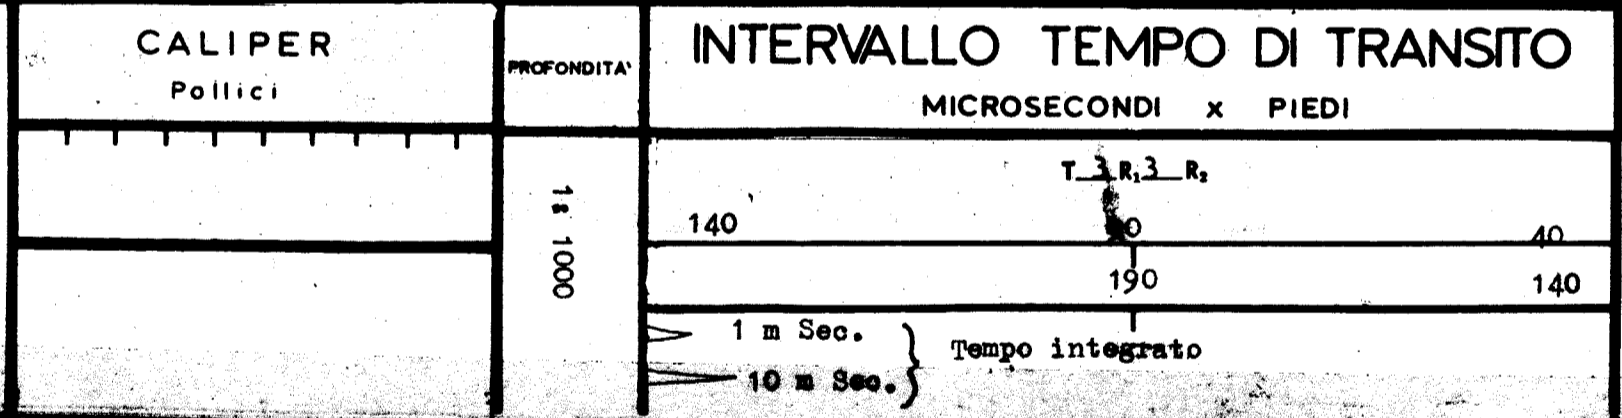 CALIPER
Pollici
PROFONDITA'
1: 1000
INTERVALLO TEMPO DI TRANSITO
MICROSECONDI x PIEDI
T 3 R₁ 3 R₂
140 40
190 140
1 m Sec.
10 m Sec.
Tempo integrato